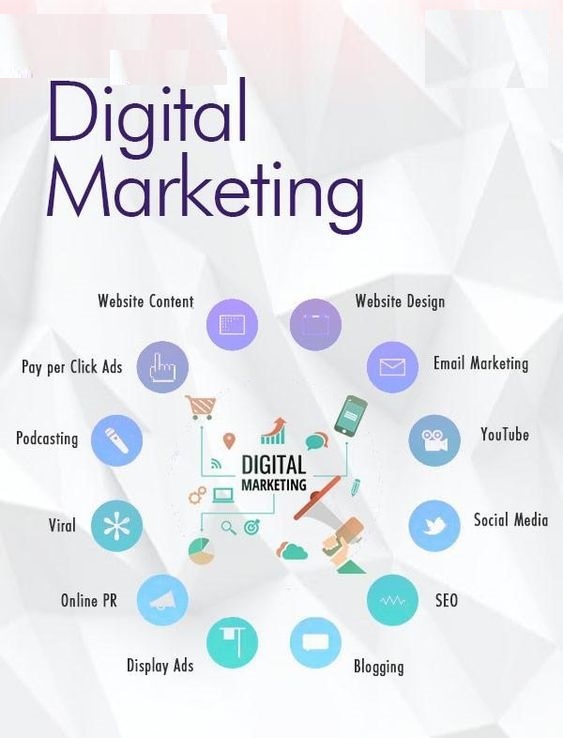 Digital
Marketing
Website Content
Website Design
Pay per Click Ads
Email Marketing
Podcasting
YouTube
DIGITAL
MARKETING
Viral
Social Media
Online PR
SEO
Display Ads
Blogging